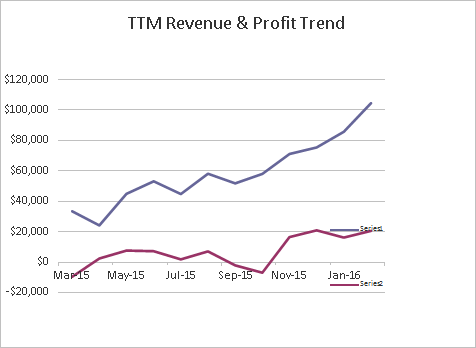 TTM Revenue & Profit Trend
$120,000
$100,000
$80,000
$60,000
$40,000
$20,000
Series1
$0
Mar-15 May-15 Jul-15 Sep-15 Nov-15 Jan-16
Series2
-$20,000